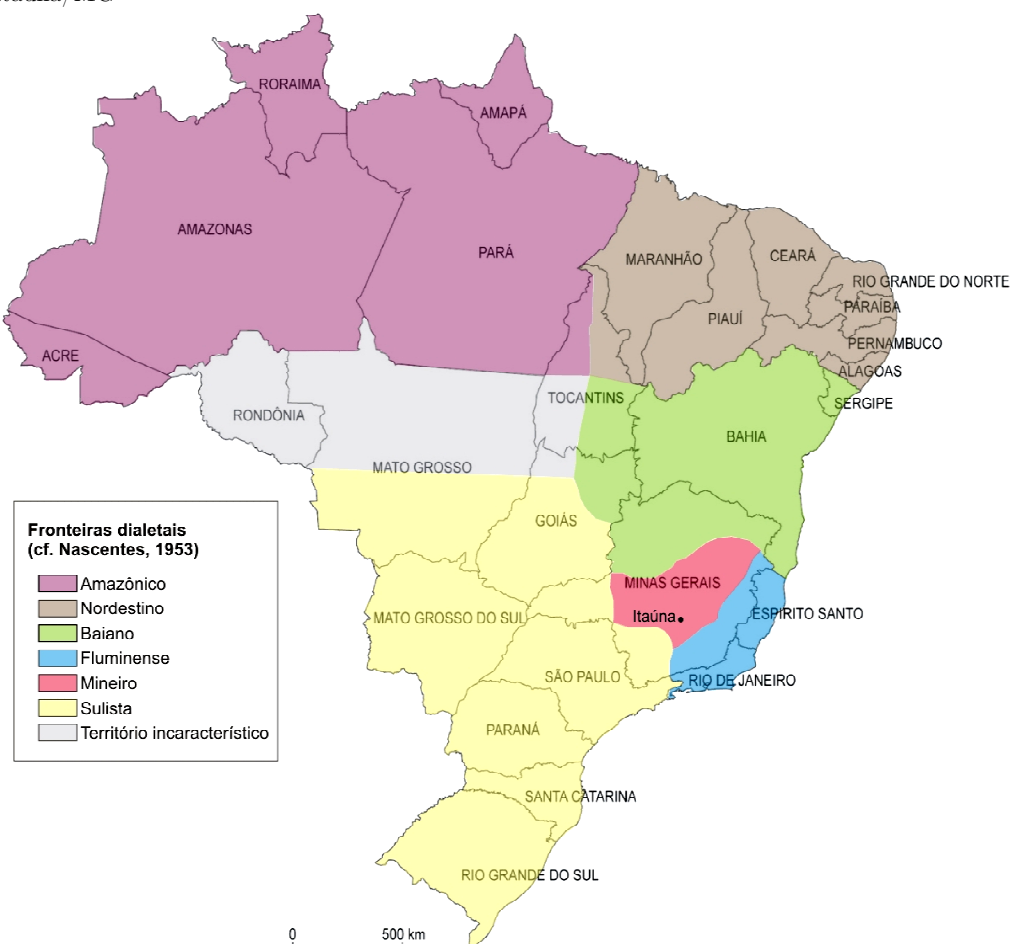 RORAIMA
AMAPÁ
AMAZONAS
PARÁ
MARANHÃO
CEARÁ
RIO GRANDE DO NORTE
PARAÍBA
PIAUÍ
PERNAMBUCO
ACRE
ALAGOAS
TOCANTINS
SERGIPE
RONDÔNIA
BAHIA
MATO GROSSO
GOIÁS
MINAS GERAIS
Itaúna
ESPÍRITO SANTO
MATO GROSSO DO SUL
SÃO PAULO
RIO DE JANEIRO
PARANÁ
SANTA CATARINA
RIO GRANDE DO SUL
Fronteiras dialetais
(cf. Nascentes, 1953)
Amazônico
Nordestino
Baiano
Fluminense
Mineiro
Sulista
Território incaracterístico
0 500 km